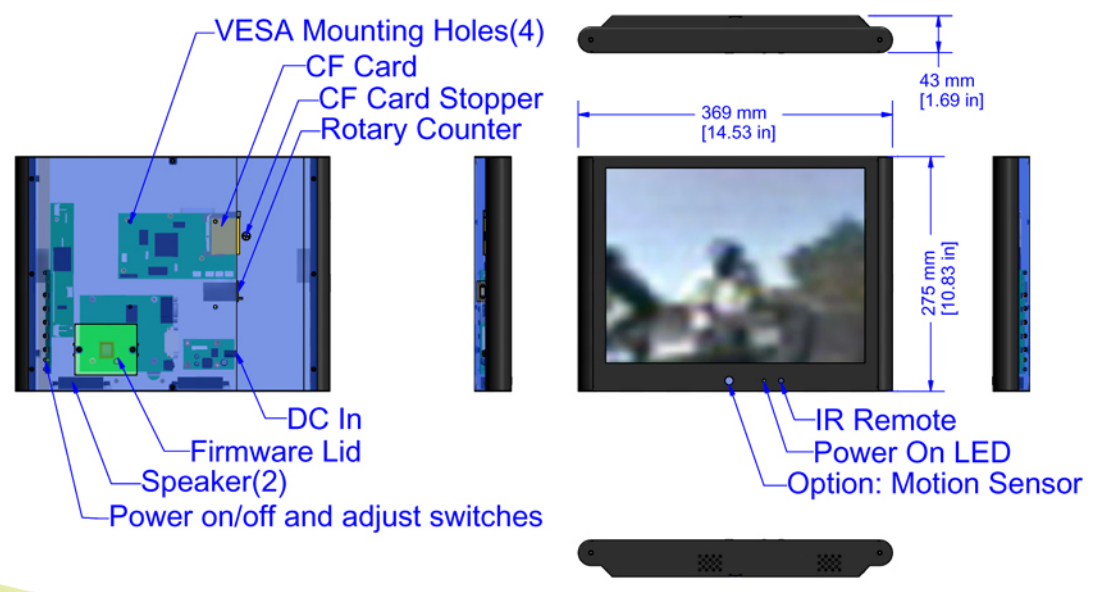 VESA Mounting Holes(4)
CF Card
CF Card Stopper
Rotary Counter
43 mm
[1.69 in]
369 mm
[14.53 in]
275 mm
[10.83 in]
DC In
Firmware Lid
Speaker(2)
Power on/off and adjust switches
IR Remote
Power On LED
Option: Motion Sensor